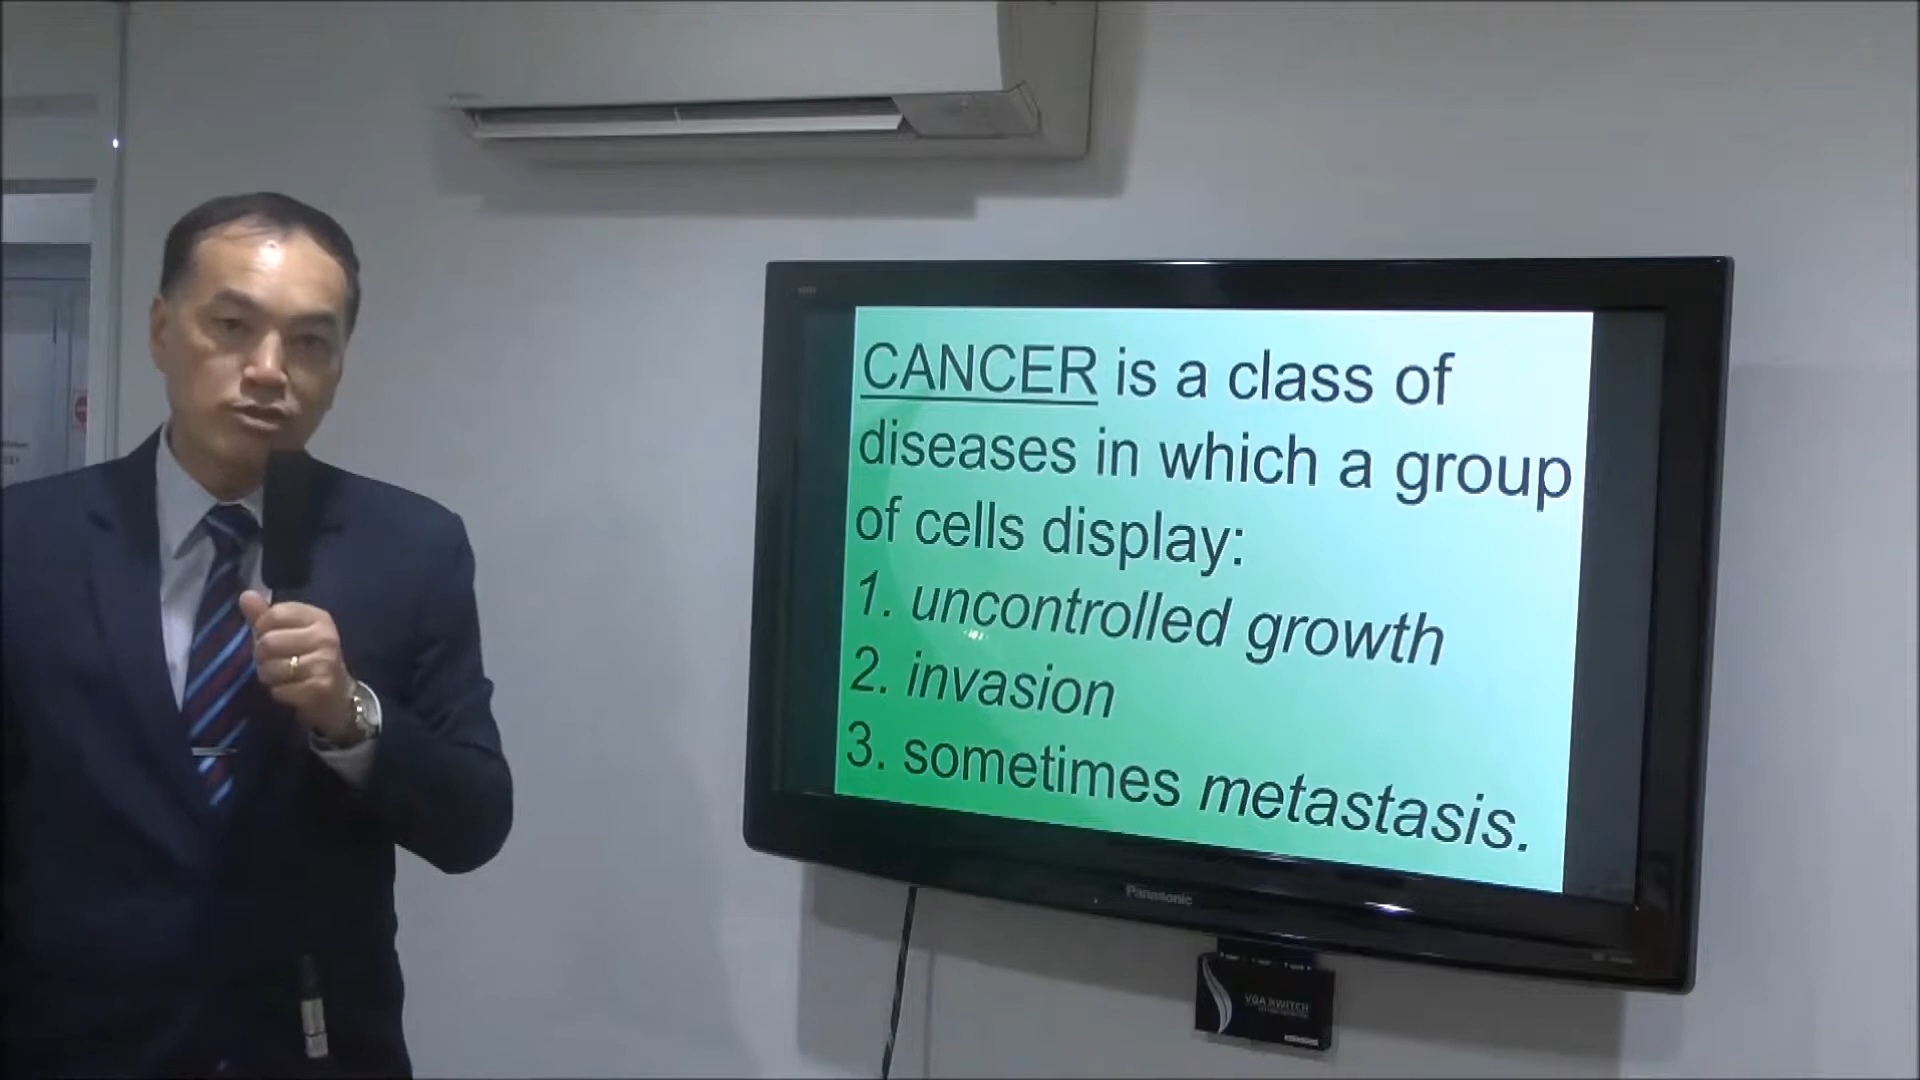 CANCER is a class of
diseases in which a group
of cells display:
1. uncontrolled growth
2. invasion
3. sometimes metastasis.
Panasonic
VGA SWITCH